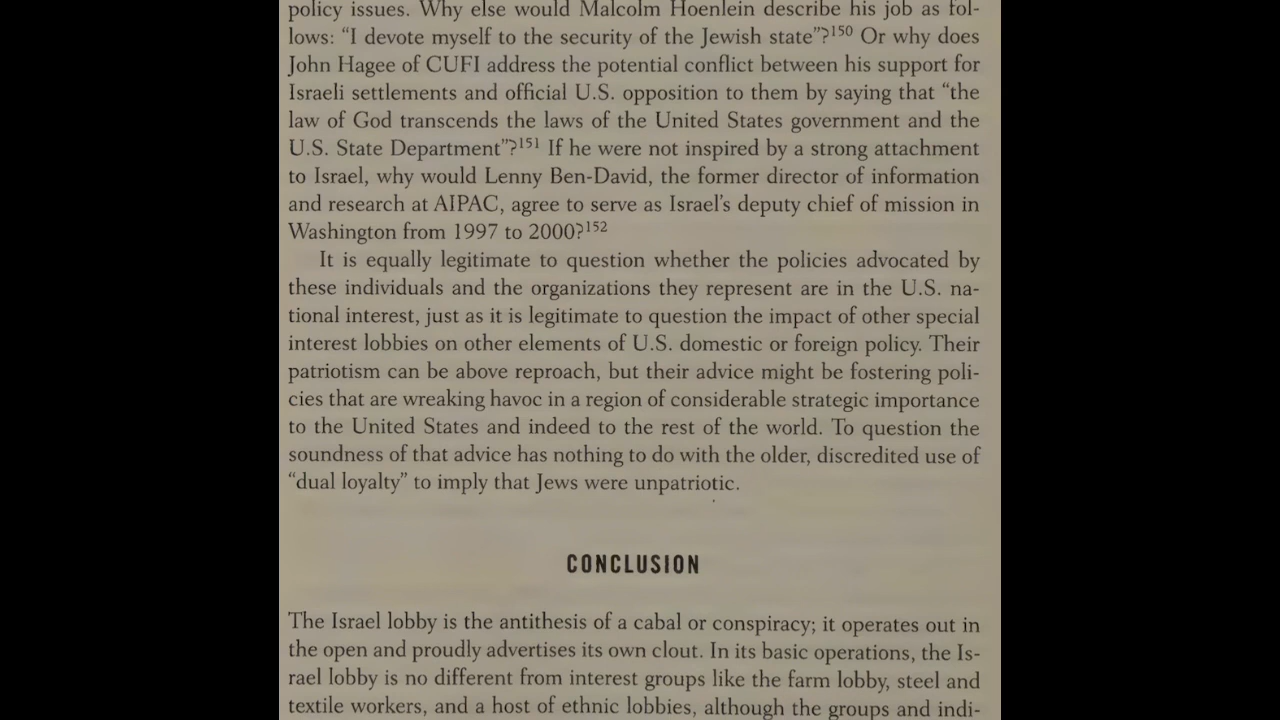 policy issues. Why else would Malcolm Hoenlein describe his job as fol-
lows: “I devote myself to the security of the Jewish state”?150 Or why does
John Hagee of CUFI address the potential conflict between his support for
Israeli settlements and official U.S. opposition to them by saying that “the
law of God transcends the laws of the United States government and the
U.S. State Department”?151 If he were not inspired by a strong attachment
to Israel, why would Lenny Ben-David, the former director of information
and research at AIPAC, agree to serve as Israel’s deputy chief of mission in
Washington from 1997 to 2000?152
It is equally legitimate to question whether the policies advocated by
these individuals and the organizations they represent are in the U.S. na-
tional interest, just as it is legitimate to question the impact of other special
interest lobbies on other elements of U.S. domestic or foreign policy. Their
patriotism can be above reproach, but their advice might be fostering poli-
cies that are wreaking havoc in a region of considerable strategic importance
to the United States and indeed to the rest of the world. To question the
soundness of that advice has nothing to do with the older, discredited use of
“dual loyalty” to imply that Jews were unpatriotic.
CONCLUSION
The Israel lobby is the antithesis of a cabal or conspiracy; it operates out in
the open and proudly advertises its own clout. In its basic operations, the Is-
rael lobby is no different from interest groups like the farm lobby, steel and
textile workers, and a host of ethnic lobbies, although the groups and indi-